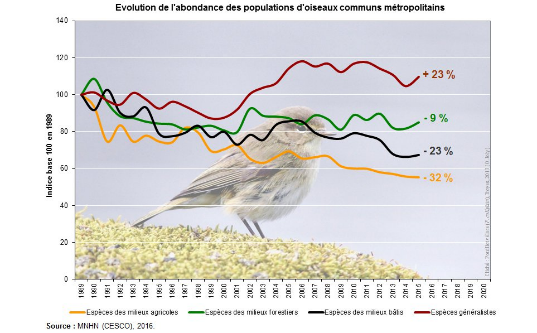 Evolution de l'abondance des populations d'oiseaux communs métropolitains
Indice base 100 en 1989
140
120
100
80
60
40
20
0
+ 23 %
- 9 %
- 23 %
- 32 %
1989 1990 1991 1992 1993 1994 1995 1996 1997 1998 1999 2000 2001 2002 2003 2004 2005 2006 2007 2008 2009 2010 2011 2012 2013 2014 2015 2016 2017 2018 2019 2020
Espèces des milieux agricoles Espèces des milieux forestiers Espèces des milieux bâtis Espèces généralistes
Source : MNHN (CESCO), 2016.